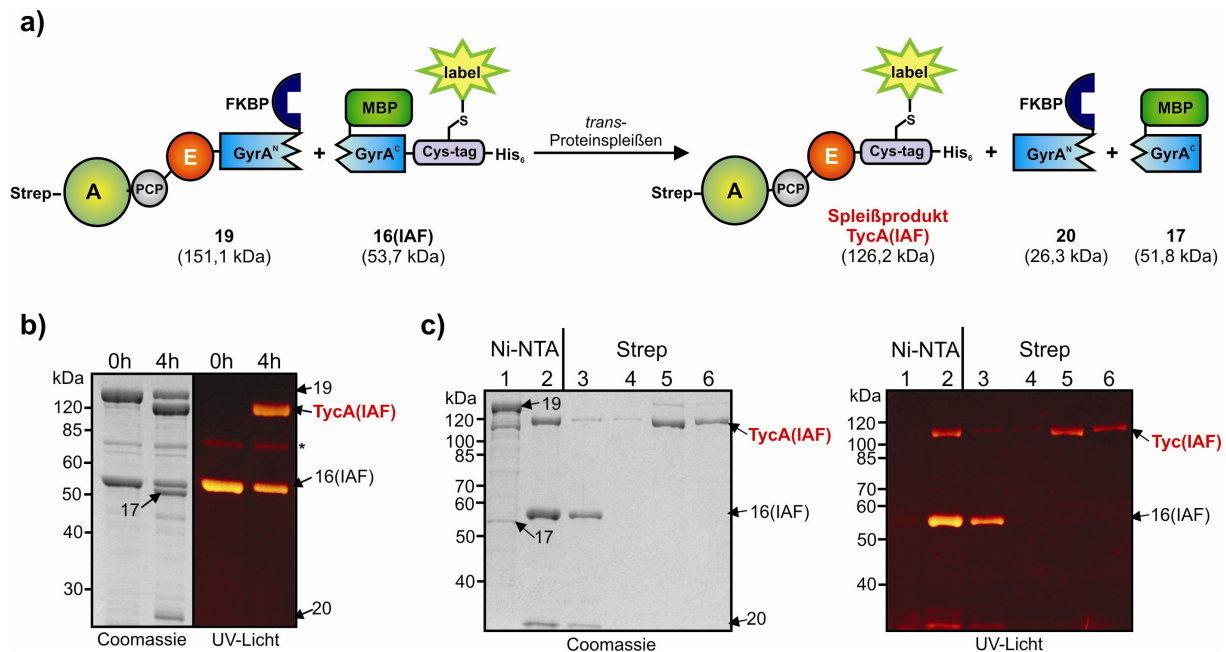 a)
label
FKBP
MBP
S
GyrAᴺ
+
GyrAᶜ
Cys-tag
His₆
E
A
PCP
Strep
19
(151,1 kDa)
16(IAF)
(53,7 kDa)
trans-
Proteinspleißen
label
S
E
Cys-tag
His₆
A
PCP
Strep
+
FKBP
GyrAᴺ
+
MBP
GyrAᶜ
Spleißprodukt
TycA(IAF)
(126,2 kDa)
20
(26,3 kDa)
17
(51,8 kDa)
b)
0h 4h 0h 4h
kDa
120
85
60
50
40
30
19
TycA(IAF)
*
16(IAF)
17
20
Coomassie UV-Licht
c)
Ni-NTA Strep
1 2 3 4 5 6
kDa
120
100
85
70
60
50
40
19
TycA(IAF)
16(IAF)
17
20
Coomassie
Ni-NTA Strep
1 2 3 4 5 6
kDa
120
100
85
70
60
50
40
Tyc(IAF)
16(IAF)
UV-Licht